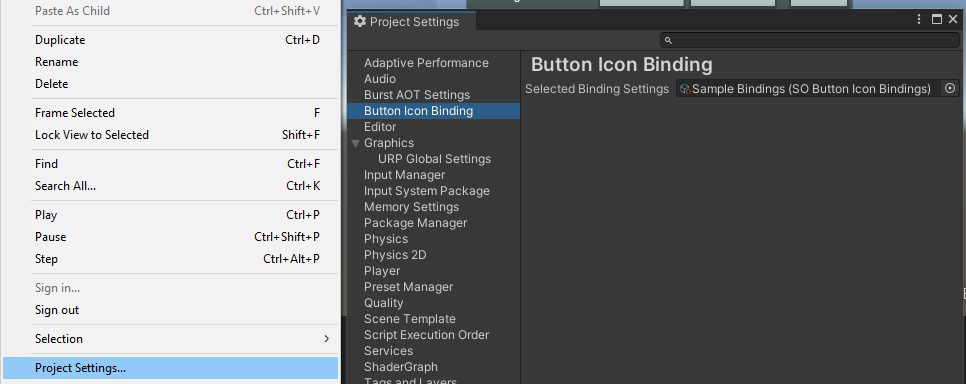 Paste As Child Ctrl+Shift+V
Duplicate Ctrl+D
Rename
Delete
Frame Selected F
Lock View to Selected Shift+F
Find Ctrl+F
Search All... Ctrl+K
Play Ctrl+P
Pause Ctrl+Shift+P
Step Ctrl+Alt+P
Sign in...
Sign out
Selection
Project Settings...
Project Settings
Adaptive Performance
Audio
Burst AOT Settings
Button Icon Binding
Editor
Graphics
URP Global Settings
Input Manager
Input System Package
Memory Settings
Package Manager
Physics
Physics 2D
Player
Preset Manager
Quality
Scene Template
Script Execution Order
Services
ShaderGraph
Tags and Layers
Button Icon Binding
Selected Binding Settings Sample Bindings (SO Button Icon Bindings)